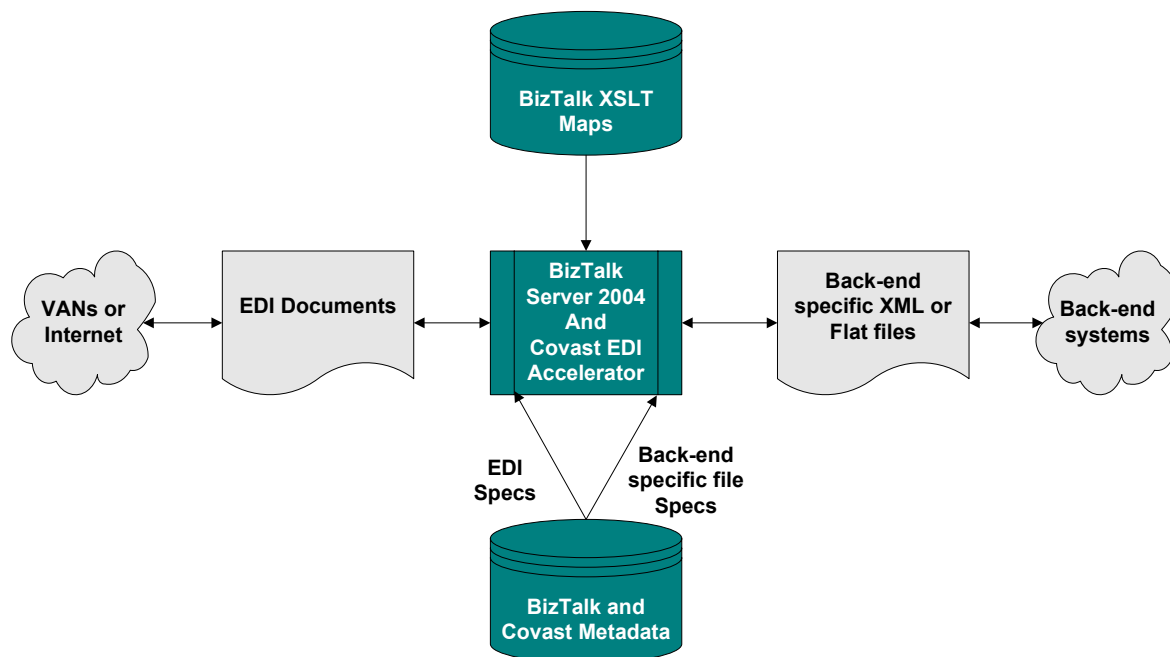 BizTalk XSLT
Maps
VANs or
Internet
EDI Documents
BizTalk
Server 2004
And
Covast EDI
Accelerator
Back-end
specific XML or
Flat files
Back-end
systems
EDI
Specs
Back-end
specific file
Specs
BizTalk and
Covast Metadata